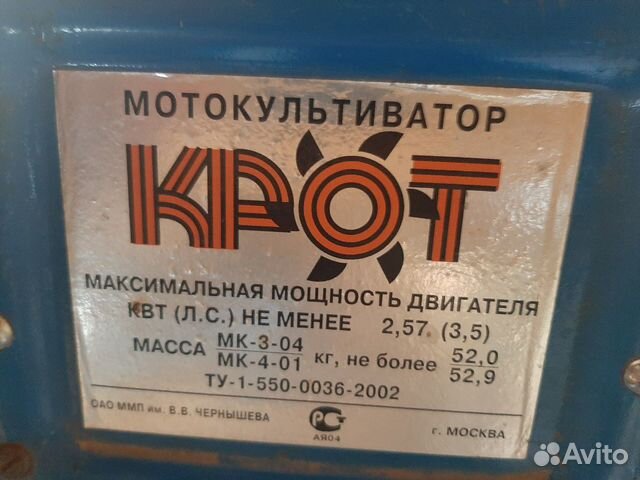 МОТОКУЛЬТИВАТОР
КРОТ
МАКСИМАЛЬНАЯ МОЩНОСТЬ ДВИГАТЕЛЯ
КВТ (Л.С.) НЕ МЕНЕЕ 2,57 (3,5)
МАССА МК-3-04 / МК-4-01 кг, не более 52,0 / 52,9
ТУ-1-550-0036-2002
ОАО ММП им. В.В. ЧЕРНЫШЕВА РСТ г. МОСКВА
АЯ04
Avito